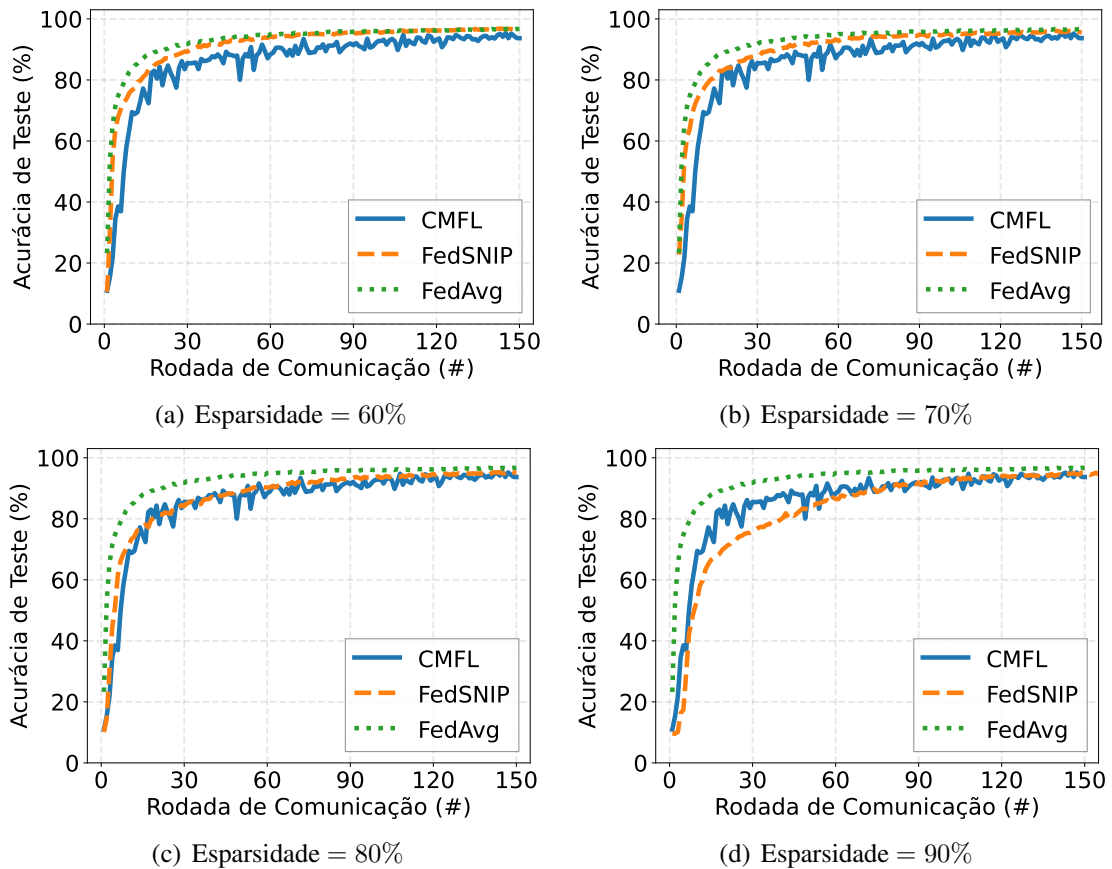 100
80
60
40
20
0
Acurácia de Teste (%)
CMFL
FedSNIP
FedAvg
0 30 60 90 120 150
Rodada de Comunicação (#)
(a) Esparsidade = 60%
100
80
60
40
20
0
Acurácia de Teste (%)
CMFL
FedSNIP
FedAvg
0 30 60 90 120 150
Rodada de Comunicação (#)
(b) Esparsidade = 70%
100
80
60
40
20
0
Acurácia de Teste (%)
CMFL
FedSNIP
FedAvg
0 30 60 90 120 150
Rodada de Comunicação (#)
(c) Esparsidade = 80%
100
80
60
40
20
0
Acurácia de Teste (%)
CMFL
FedSNIP
FedAvg
0 30 60 90 120 150
Rodada de Comunicação (#)
(d) Esparsidade = 90%